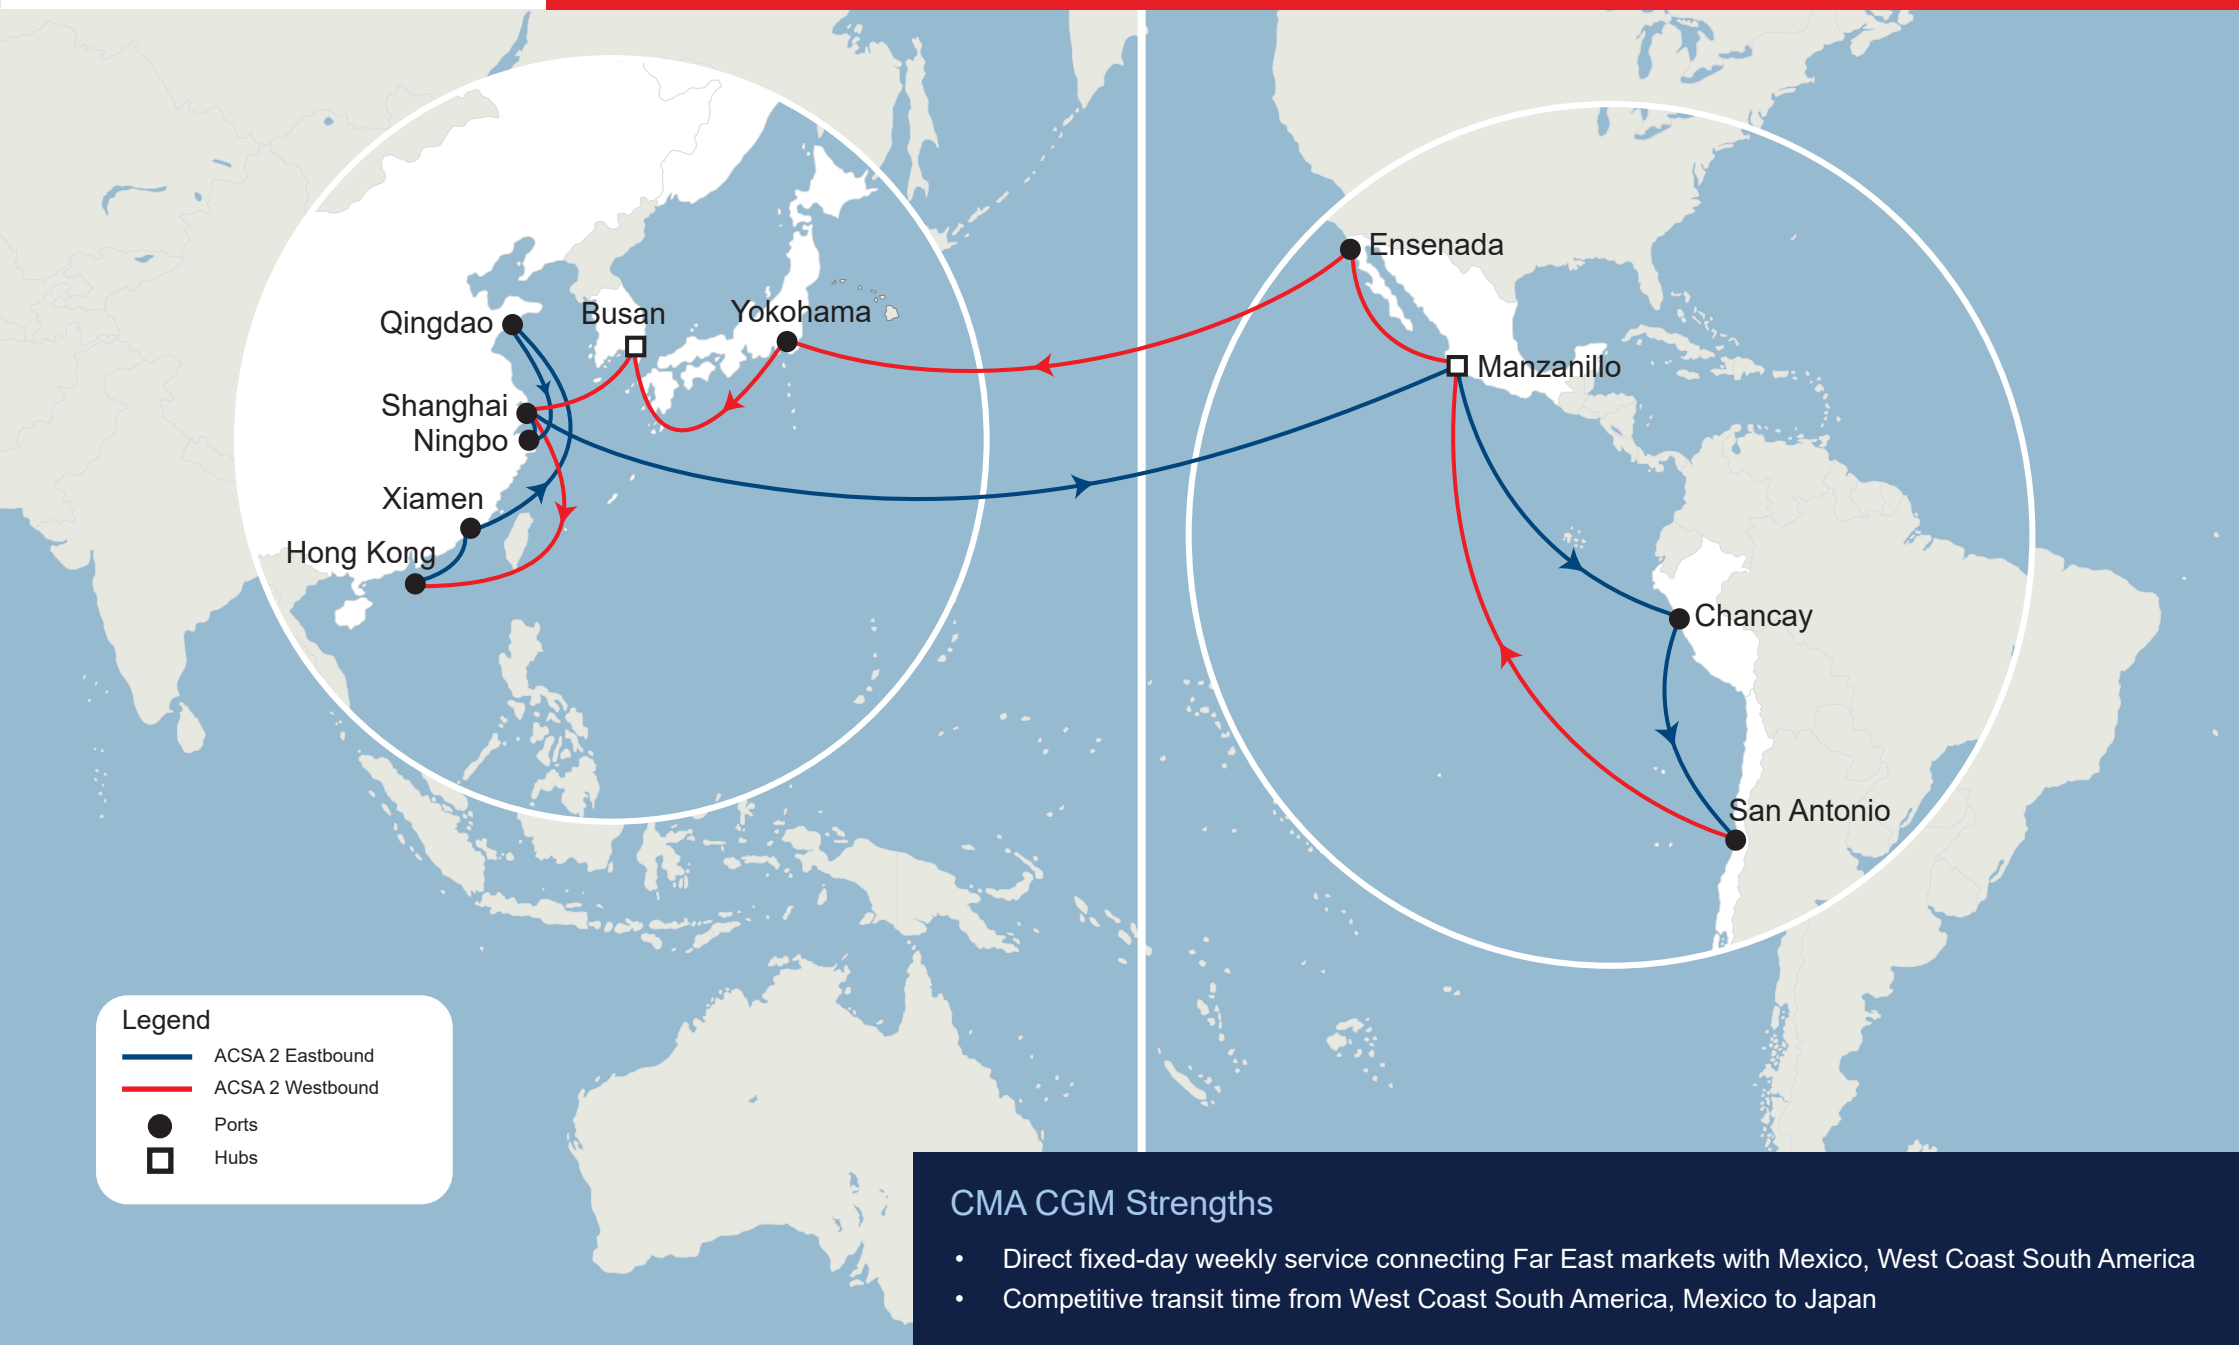 Ensenada
Busan
Yokohama
Qingdao
Manzanillo
Shanghai
Ningbo
Xiamen
Hong Kong
Chancay
San Antonio
Legend
ACSA 2 Eastbound
ACSA 2 Westbound
Ports
Hubs
CMA CGM Strengths
• Direct fixed-day weekly service connecting Far East markets with Mexico, West Coast South America
• Competitive transit time from West Coast South America, Mexico to Japan